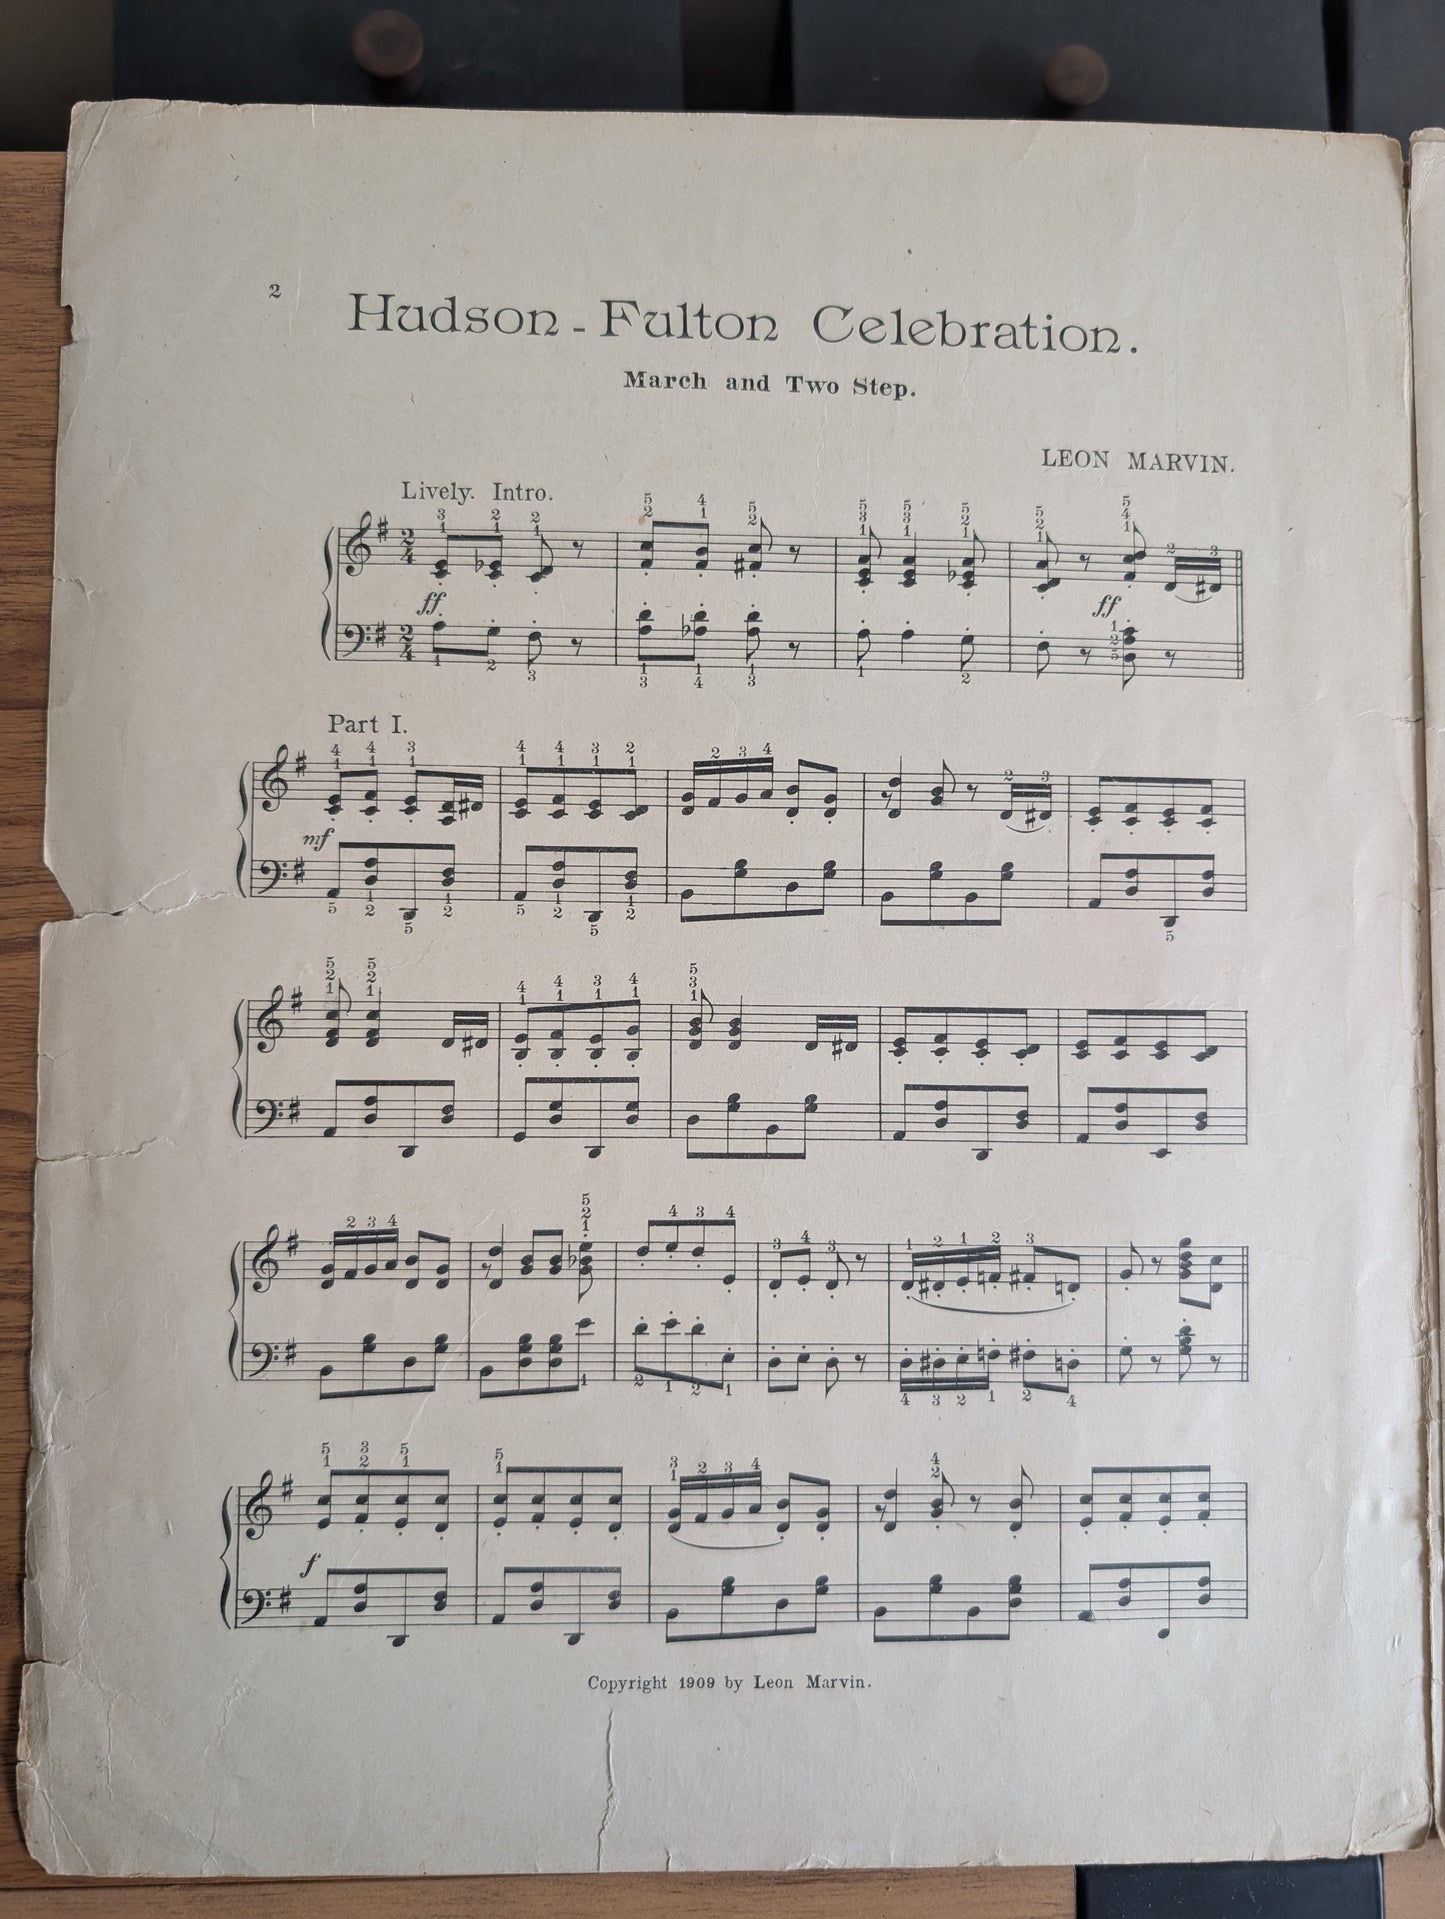 2
Hudson-Fulton Celebration.
March and Two Step.
LEON MARVIN.
Lively. Intro.
ff
ff
Part I.
mf
f
Copyright 1909 by Leon Marvin.